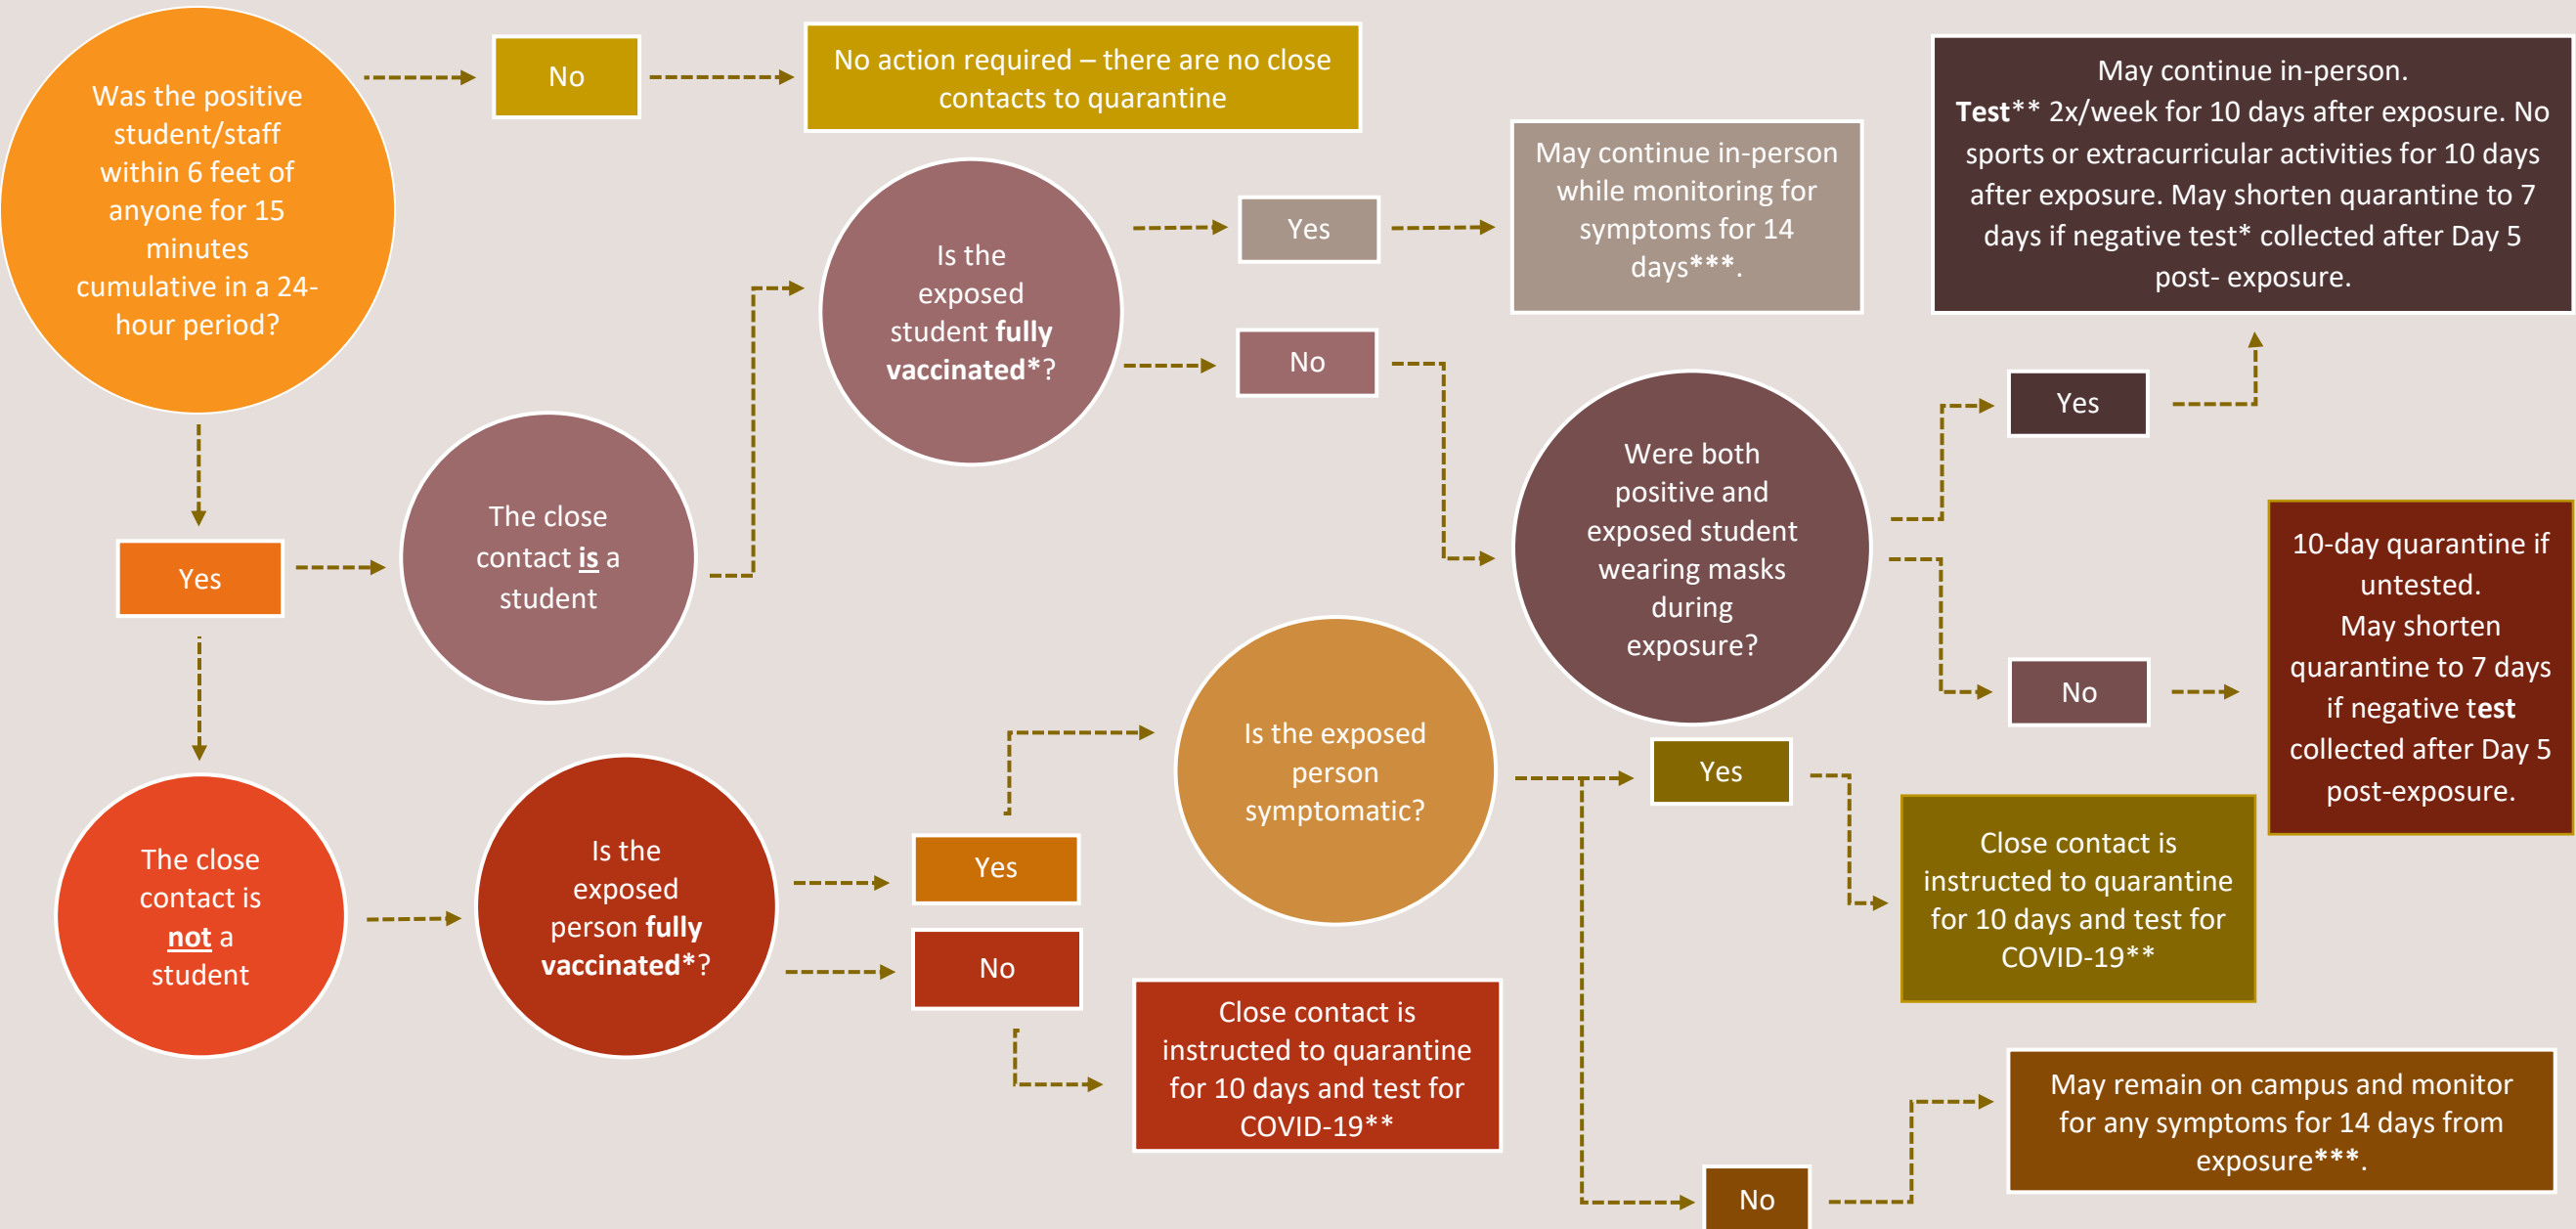 Was the positive
student/staff
within 6 feet of
anyone for 15
minutes
cumulative in a 24-
hour period?
No
No action required – there are no close
contacts to quarantine
Yes
The close
contact is a
student
Is the
exposed
student fully
vaccinated*?
Yes
May continue in-person
while monitoring for
symptoms for 14
days***.
No
Were both
positive and
exposed student
wearing masks
during
exposure?
Yes
May continue in-person.
Test** 2x/week for 10 days after exposure. No
sports or extracurricular activities for 10 days
after exposure. May shorten quarantine to 7
days if negative test* collected after Day 5
post- exposure.
No
10-day quarantine if
untested.
May shorten
quarantine to 7 days
if negative test
collected after Day 5
post-exposure.
The close
contact is
not a
student
Is the
exposed
person fully
vaccinated*?
Yes
Is the exposed
person
symptomatic?
Yes
Close contact is
instructed to quarantine
for 10 days and test for
COVID-19**
No
May remain on campus and monitor
for any symptoms for 14 days from
exposure***.
No
Close contact is
instructed to quarantine
for 10 days and test for
COVID-19**